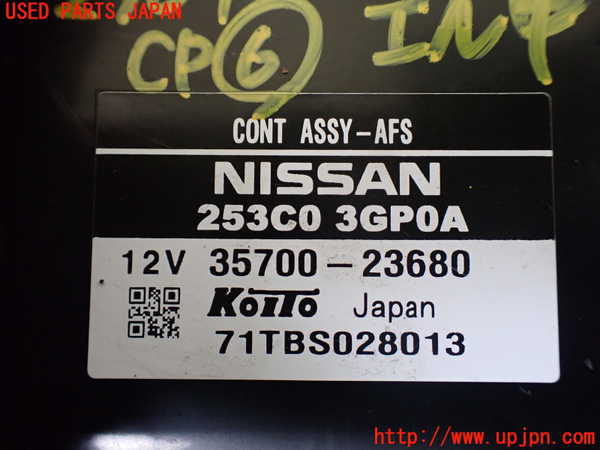 USED PARTS JAPAN
CP⑥
CONT ASSY-AFS
NISSAN
253C0 3GP0A
12V 35700-23680
KOITO Japan
71TBS028013
http://www.upjpn.com